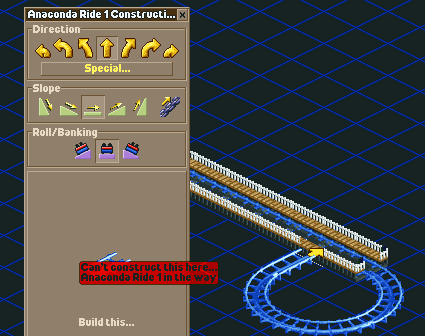 Anaconda Ride 1 Constructi...
Direction
Special...
Slope
Roll/Banking
Can't construct this here...
Anaconda Ride 1 in the way
Build this...